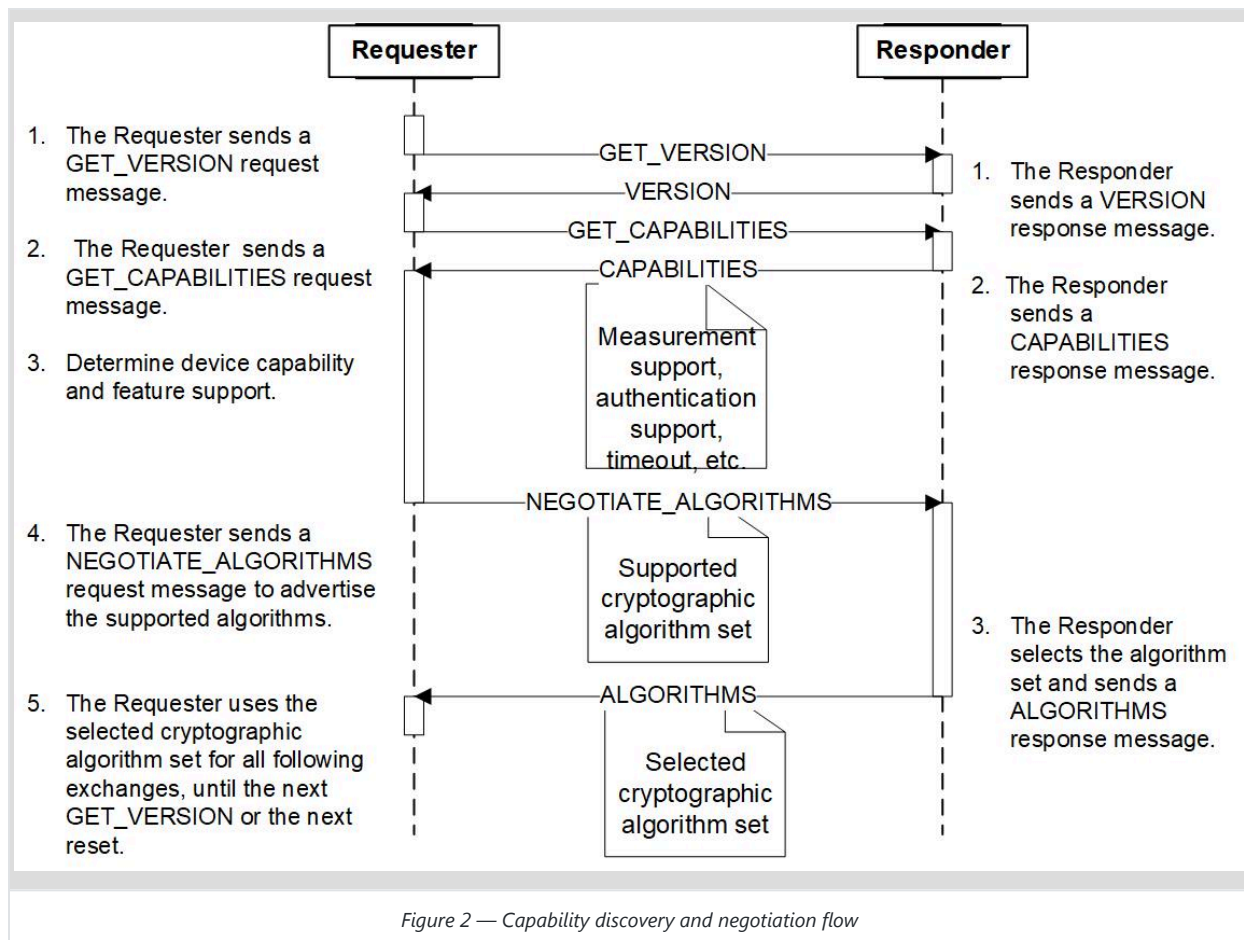 Requester
Responder
1. The Requester sends a
GET_VERSION request
message.
2. The Requester sends a
GET_CAPABILITIES request
message.
3. Determine device capability
and feature support.
4. The Requester sends a
NEGOTIATE_ALGORITHMS
request message to advertise
the supported algorithms.
5. The Requester uses the
selected cryptographic
algorithm set for all following
exchanges, until the next
GET_VERSION or the next
reset.
GET_VERSION
VERSION
GET_CAPABILITIES
CAPABILITIES
Measurement
support,
authentication
support,
timeout, etc.
NEGOTIATE_ALGORITHMS
Supported
cryptographic
algorithm set
ALGORITHMS
Selected
cryptographic
algorithm set
1. The Responder
sends a VERSION
response message.
2. The Responder
sends a
CAPABILITIES
response message.
3. The Responder
selects the algorithm
set and sends a
ALGORITHMS
response message.
Figure 2 — Capability discovery and negotiation flow